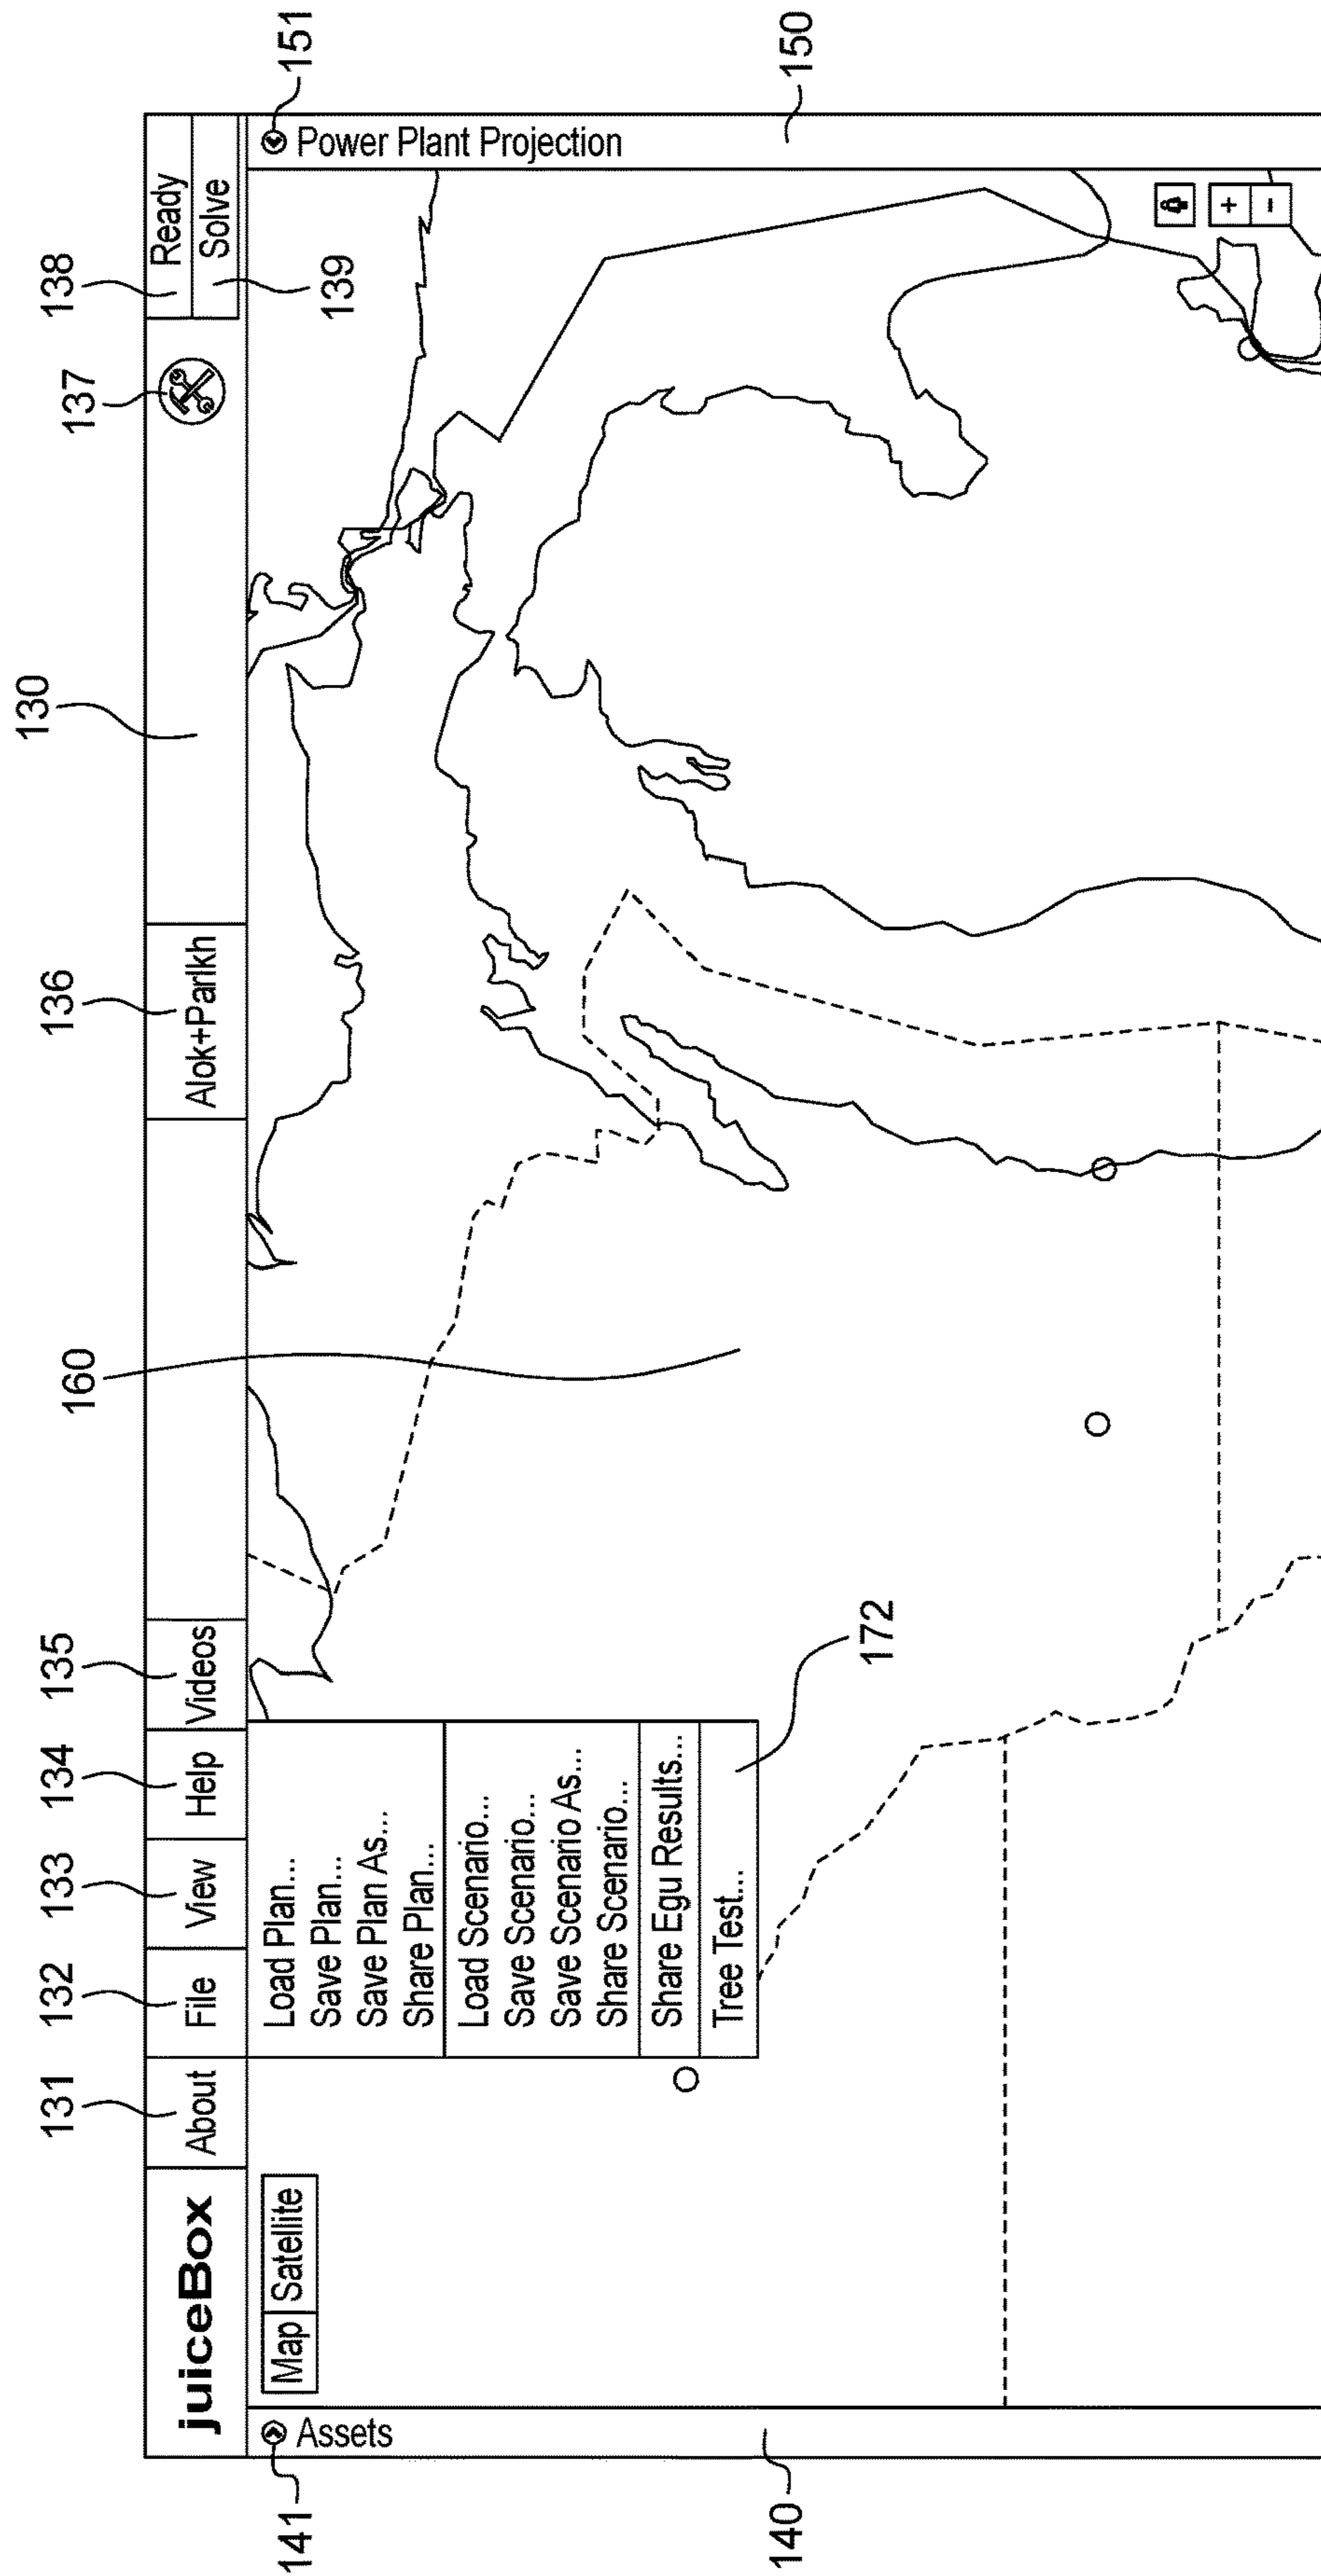 130
131
132
133
134
135
160
136
137
138
juiceBox
About
File
View
Help
Videos
Alok+Parlkh
Ready
Solve
139
141
Assets
Map
Satellite
Load Plan...
Save Plan...
Save Plan As...
Share Plan...
Load Scenario...
Save Scenario...
Save Scenario As...
Share Scenario...
Share Egu Results...
Tree Test...
172
Power Plant Projection
151
140
150
+
-